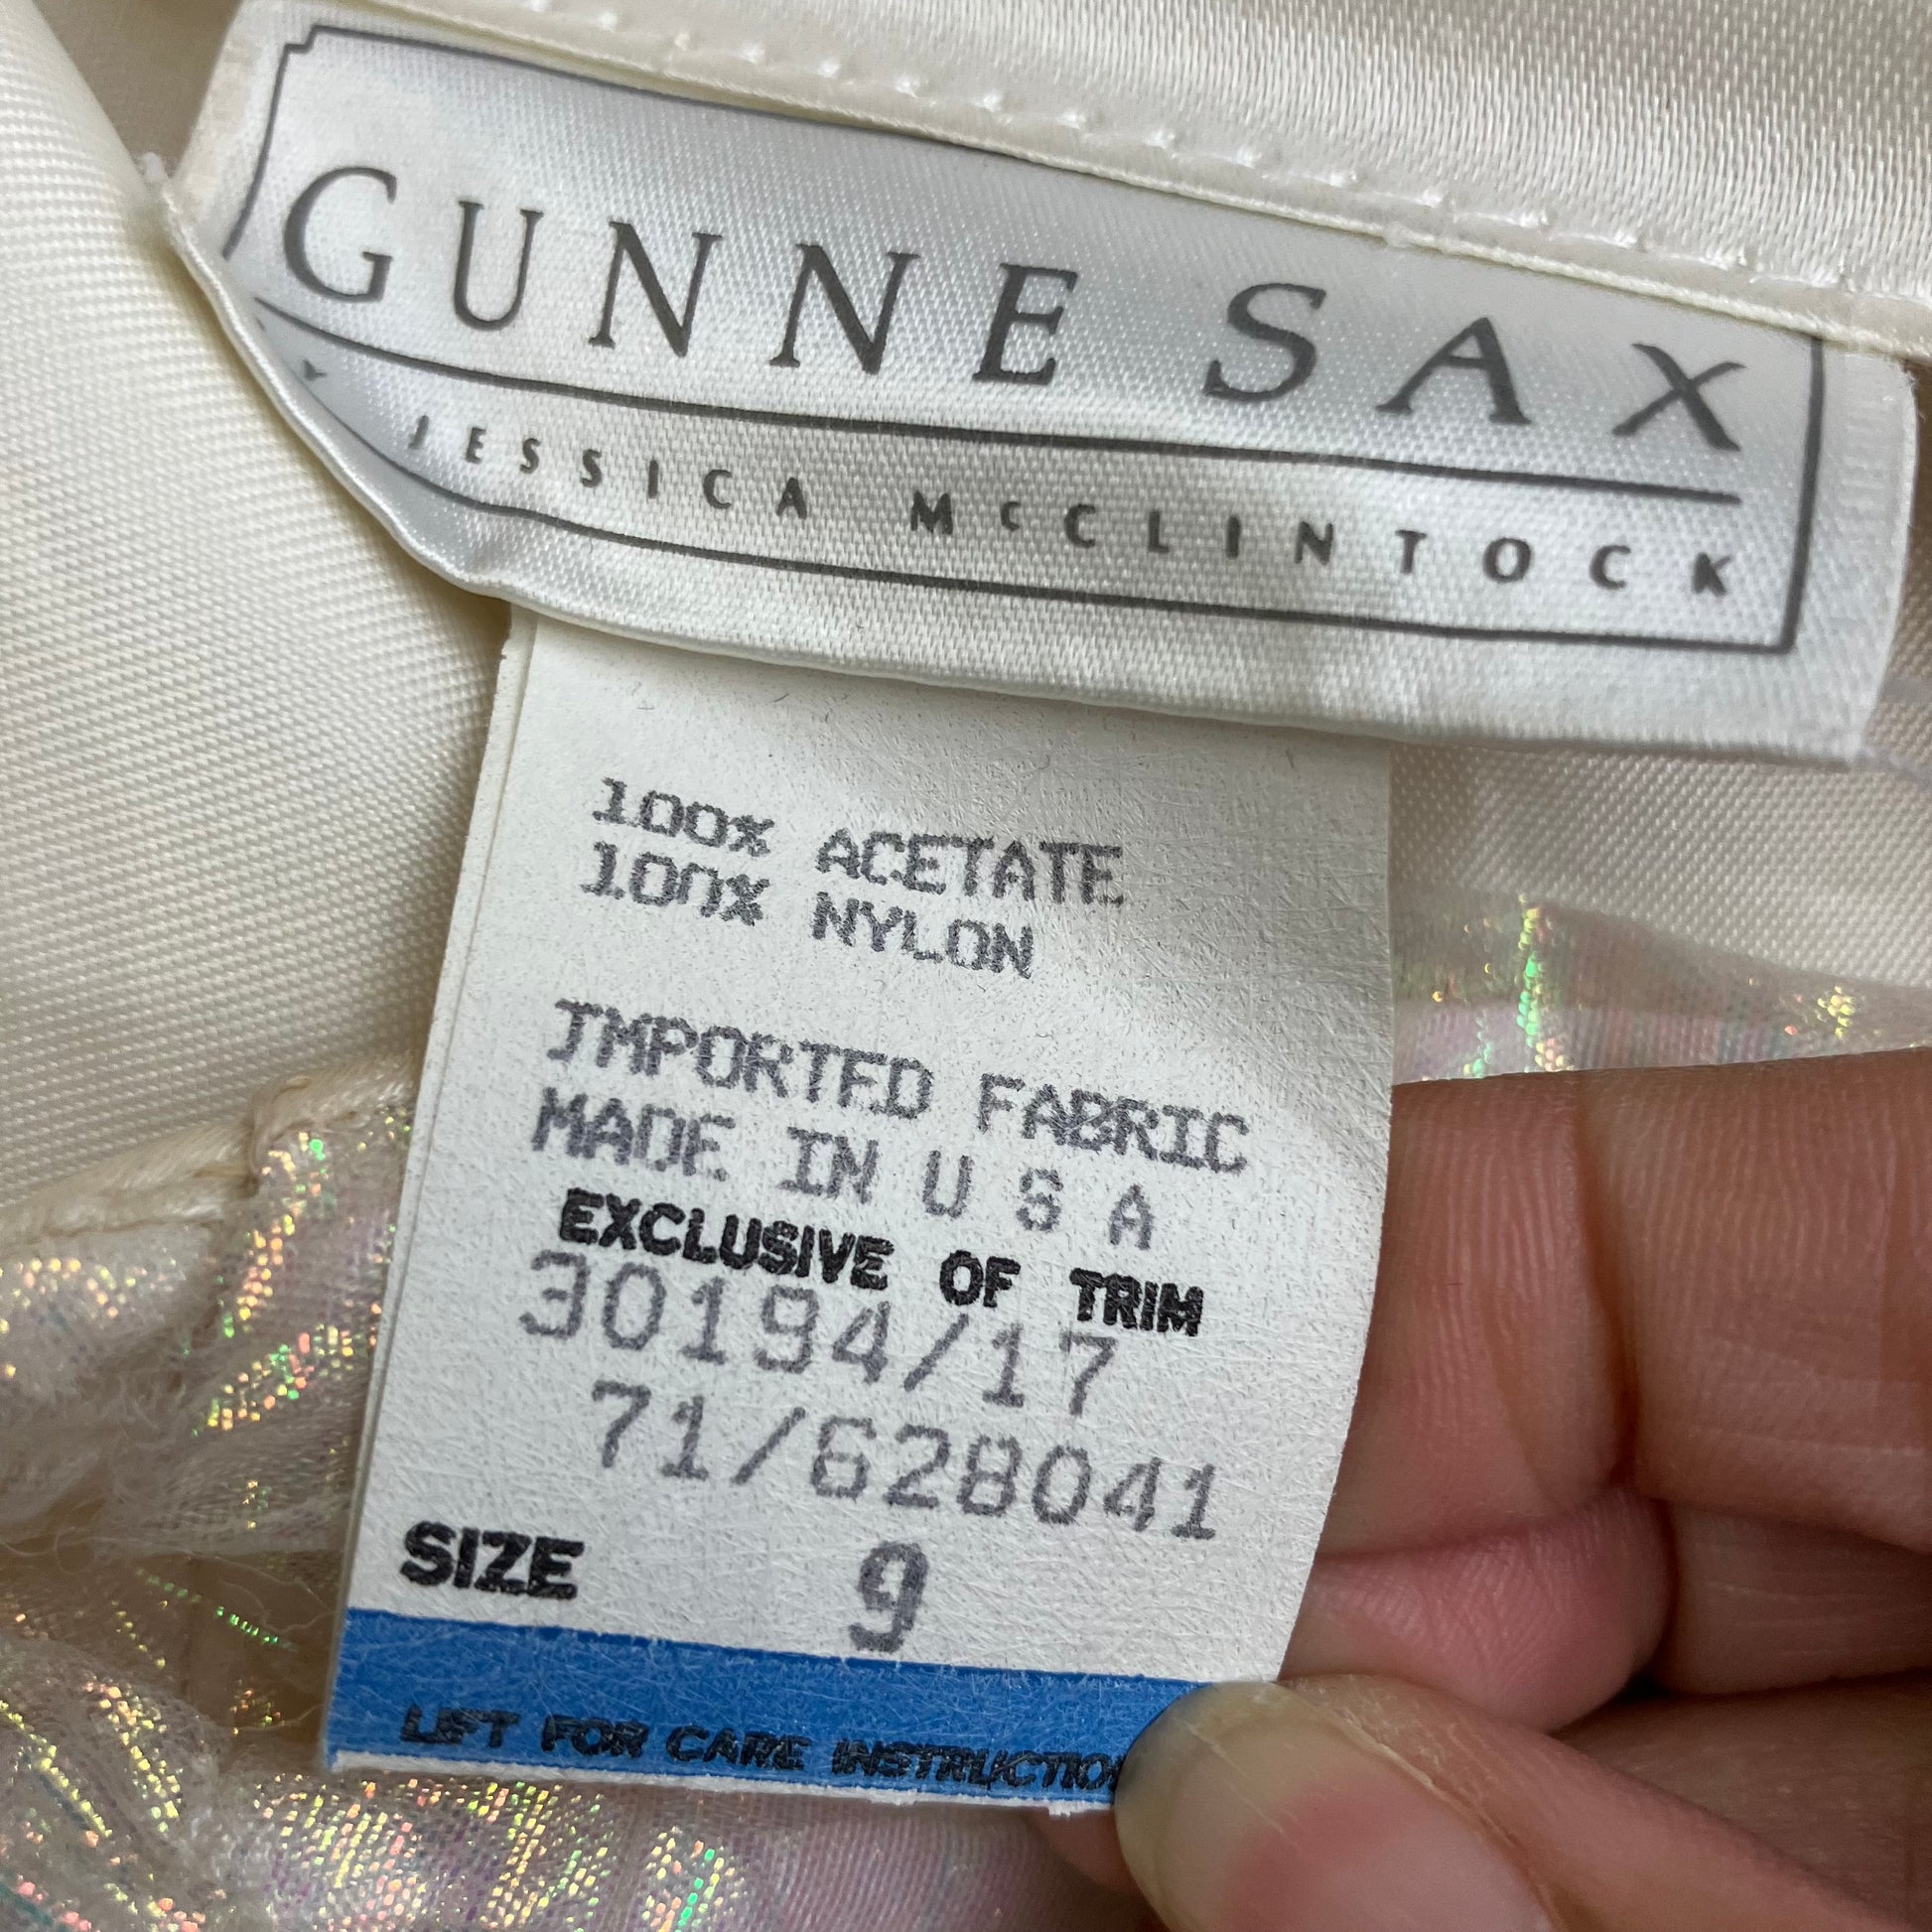 GUNNE SAX
JESSICA McCLINTOCK
100% ACETATE
100% NYLON
IMPORTED FABRIC
MADE IN U S A
EXCLUSIVE OF TRIM
30194/17
71/628041
SIZE 9
LIFT FOR CARE